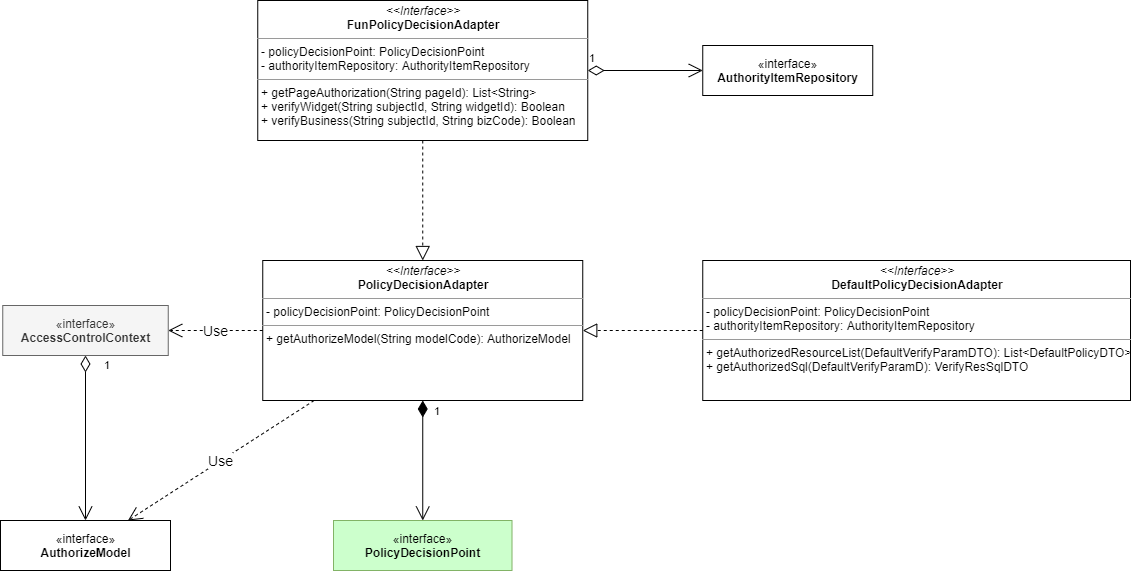 <<Interface>>
FunPolicyDecisionAdapter
- policyDecisionPoint: PolicyDecisionPoint
- authorityItemRepository: AuthorityItemRepository
+ getPageAuthorization(String pageId): List<String>
+ verifyWidget(String subjectId, String widgetId): Boolean
+ verifyBusiness(String subjectId, String bizCode): Boolean
1
«interface»
AuthorityItemRepository
<<Interface>>
PolicyDecisionAdapter
- policyDecisionPoint: PolicyDecisionPoint
+ getAuthorizeModel(String modelCode): AuthorizeModel
<<Interface>>
DefaultPolicyDecisionAdapter
- policyDecisionPoint: PolicyDecisionPoint
- authorityItemRepository: AuthorityItemRepository
+ getAuthorizedResourceList(DefaultVerifyParamDTO): List<DefaultPolicyDTO>
+ getAuthorizedSql(DefaultVerifyParamD): VerifyResSqlDTO
«interface»
AccessControlContext
Use
1
1
Use
«interface»
AuthorizeModel
«interface»
PolicyDecisionPoint